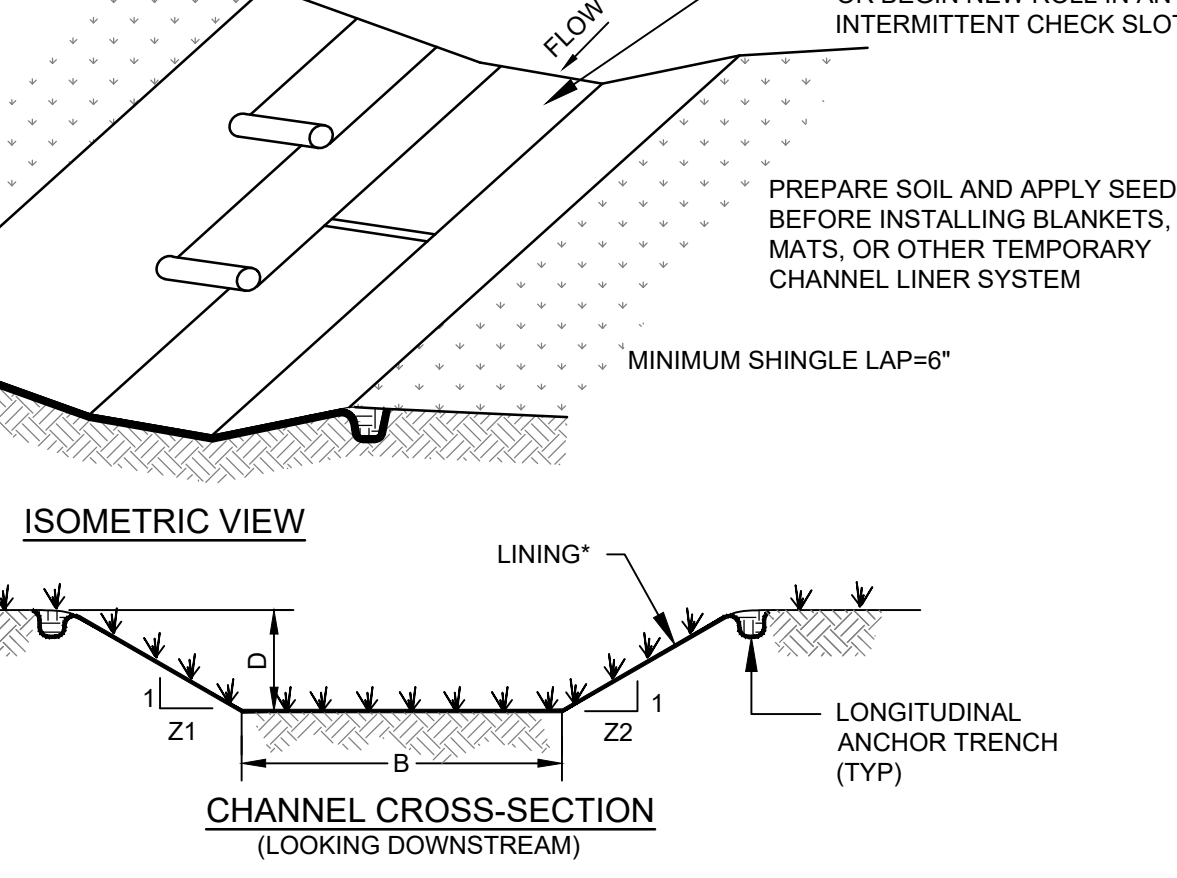 OR BEGIN NEW ROLL IN AN
INTERMITTENT CHECK SLOT
FLOW
PREPARE SOIL AND APPLY SEED
BEFORE INSTALLING BLANKETS,
MATS, OR OTHER TEMPORARY
CHANNEL LINER SYSTEM
MINIMUM SHINGLE LAP=6"
ISOMETRIC VIEW
LINING*
D
1
Z1
1
Z2
B
LONGITUDINAL
ANCHOR TRENCH
(TYP)
CHANNEL CROSS-SECTION
(LOOKING DOWNSTREAM)